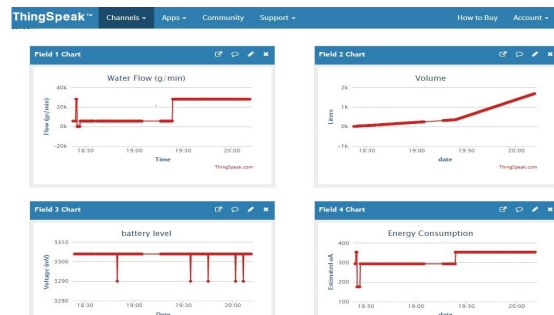 ThingSpeak™ Channels Apps Community Support How to Buy Account
Field 1 Chart
Water Flow (g/min)
40k
20k
0k
-20k
Flow (gr/min)
18:30 19:00 19:30 20:00
Time
ThingSpeak.com
Field 2 Chart
Volume
2k
1k
0k
-1k
Liters
18:30 19:00 19:30 20:00
date
ThingSpeak.com
Field 3 Chart
battery level
3310
3300
3290
3280
Voltage (mV)
18:30 19:00 19:30 20:00
Date
Field 4 Chart
Energy Consumption
400
300
200
100
Estimated uA
18:30 19:00 19:30 20:00
date